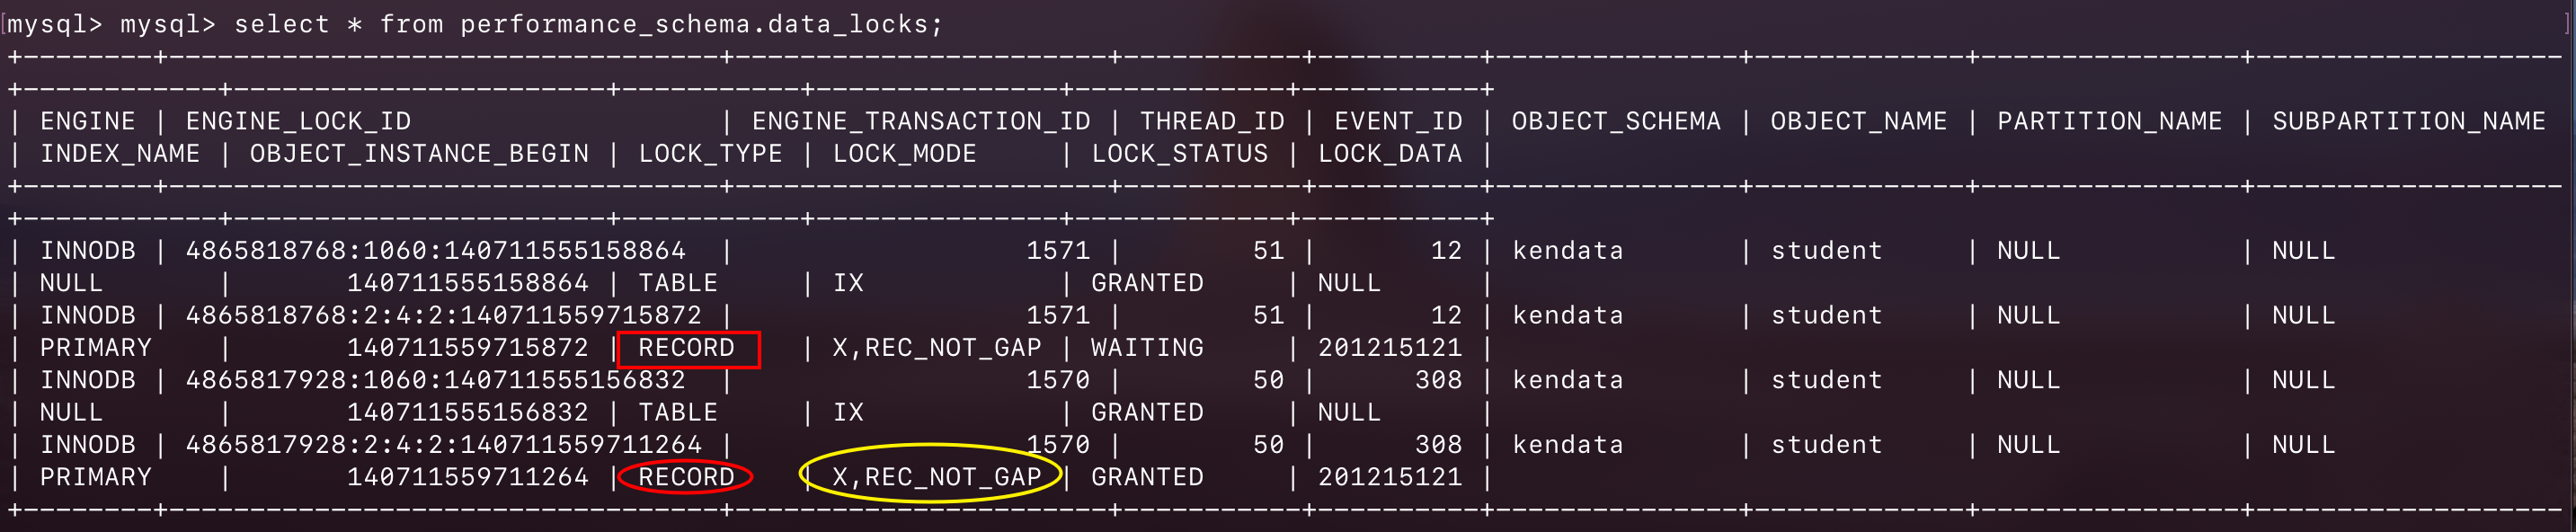 [mysql> mysql> select * from performance_schema.data_locks; ]
+---------+-----------------------------------+-----------------------+-----------+----------+---------------+-------------+----------------+-------------------
+------------+-----------------------+-----------+---------------+-------------+-----------+
| ENGINE | ENGINE_LOCK_ID | ENGINE_TRANSACTION_ID | THREAD_ID | EVENT_ID | OBJECT_SCHEMA | OBJECT_NAME | PARTITION_NAME | SUBPARTITION_NAME
| INDEX_NAME | OBJECT_INSTANCE_BEGIN | LOCK_TYPE | LOCK_MODE | LOCK_STATUS | LOCK_DATA |
+---------+-----------------------------------+-----------------------+-----------+----------+---------------+-------------+----------------+-------------------
+------------+-----------------------+-----------+---------------+-------------+-----------+
| INNODB | 4865818768:1060:140711555158864 | 1571 | 51 | 12 | kendata | student | NULL | NULL
| NULL | 140711555158864 | TABLE | IX | GRANTED | NULL |
| INNODB | 4865818768:2:4:2:140711559715872 | 1571 | 51 | 12 | kendata | student | NULL | NULL
| PRIMARY | 140711559715872 | RECORD | X,REC_NOT_GAP | WAITING | 201215121 |
| INNODB | 4865817928:1060:140711555156832 | 1570 | 50 | 308 | kendata | student | NULL | NULL
| NULL | 140711555156832 | TABLE | IX | GRANTED | NULL |
| INNODB | 4865817928:2:4:2:140711559711264 | 1570 | 50 | 308 | kendata | student | NULL | NULL
| PRIMARY | 140711559711264 | RECORD | X,REC_NOT_GAP | GRANTED | 201215121 |
+---------+-----------------------------------+-----------------------+-----------+----------+---------------+-------------+----------------+-------------------